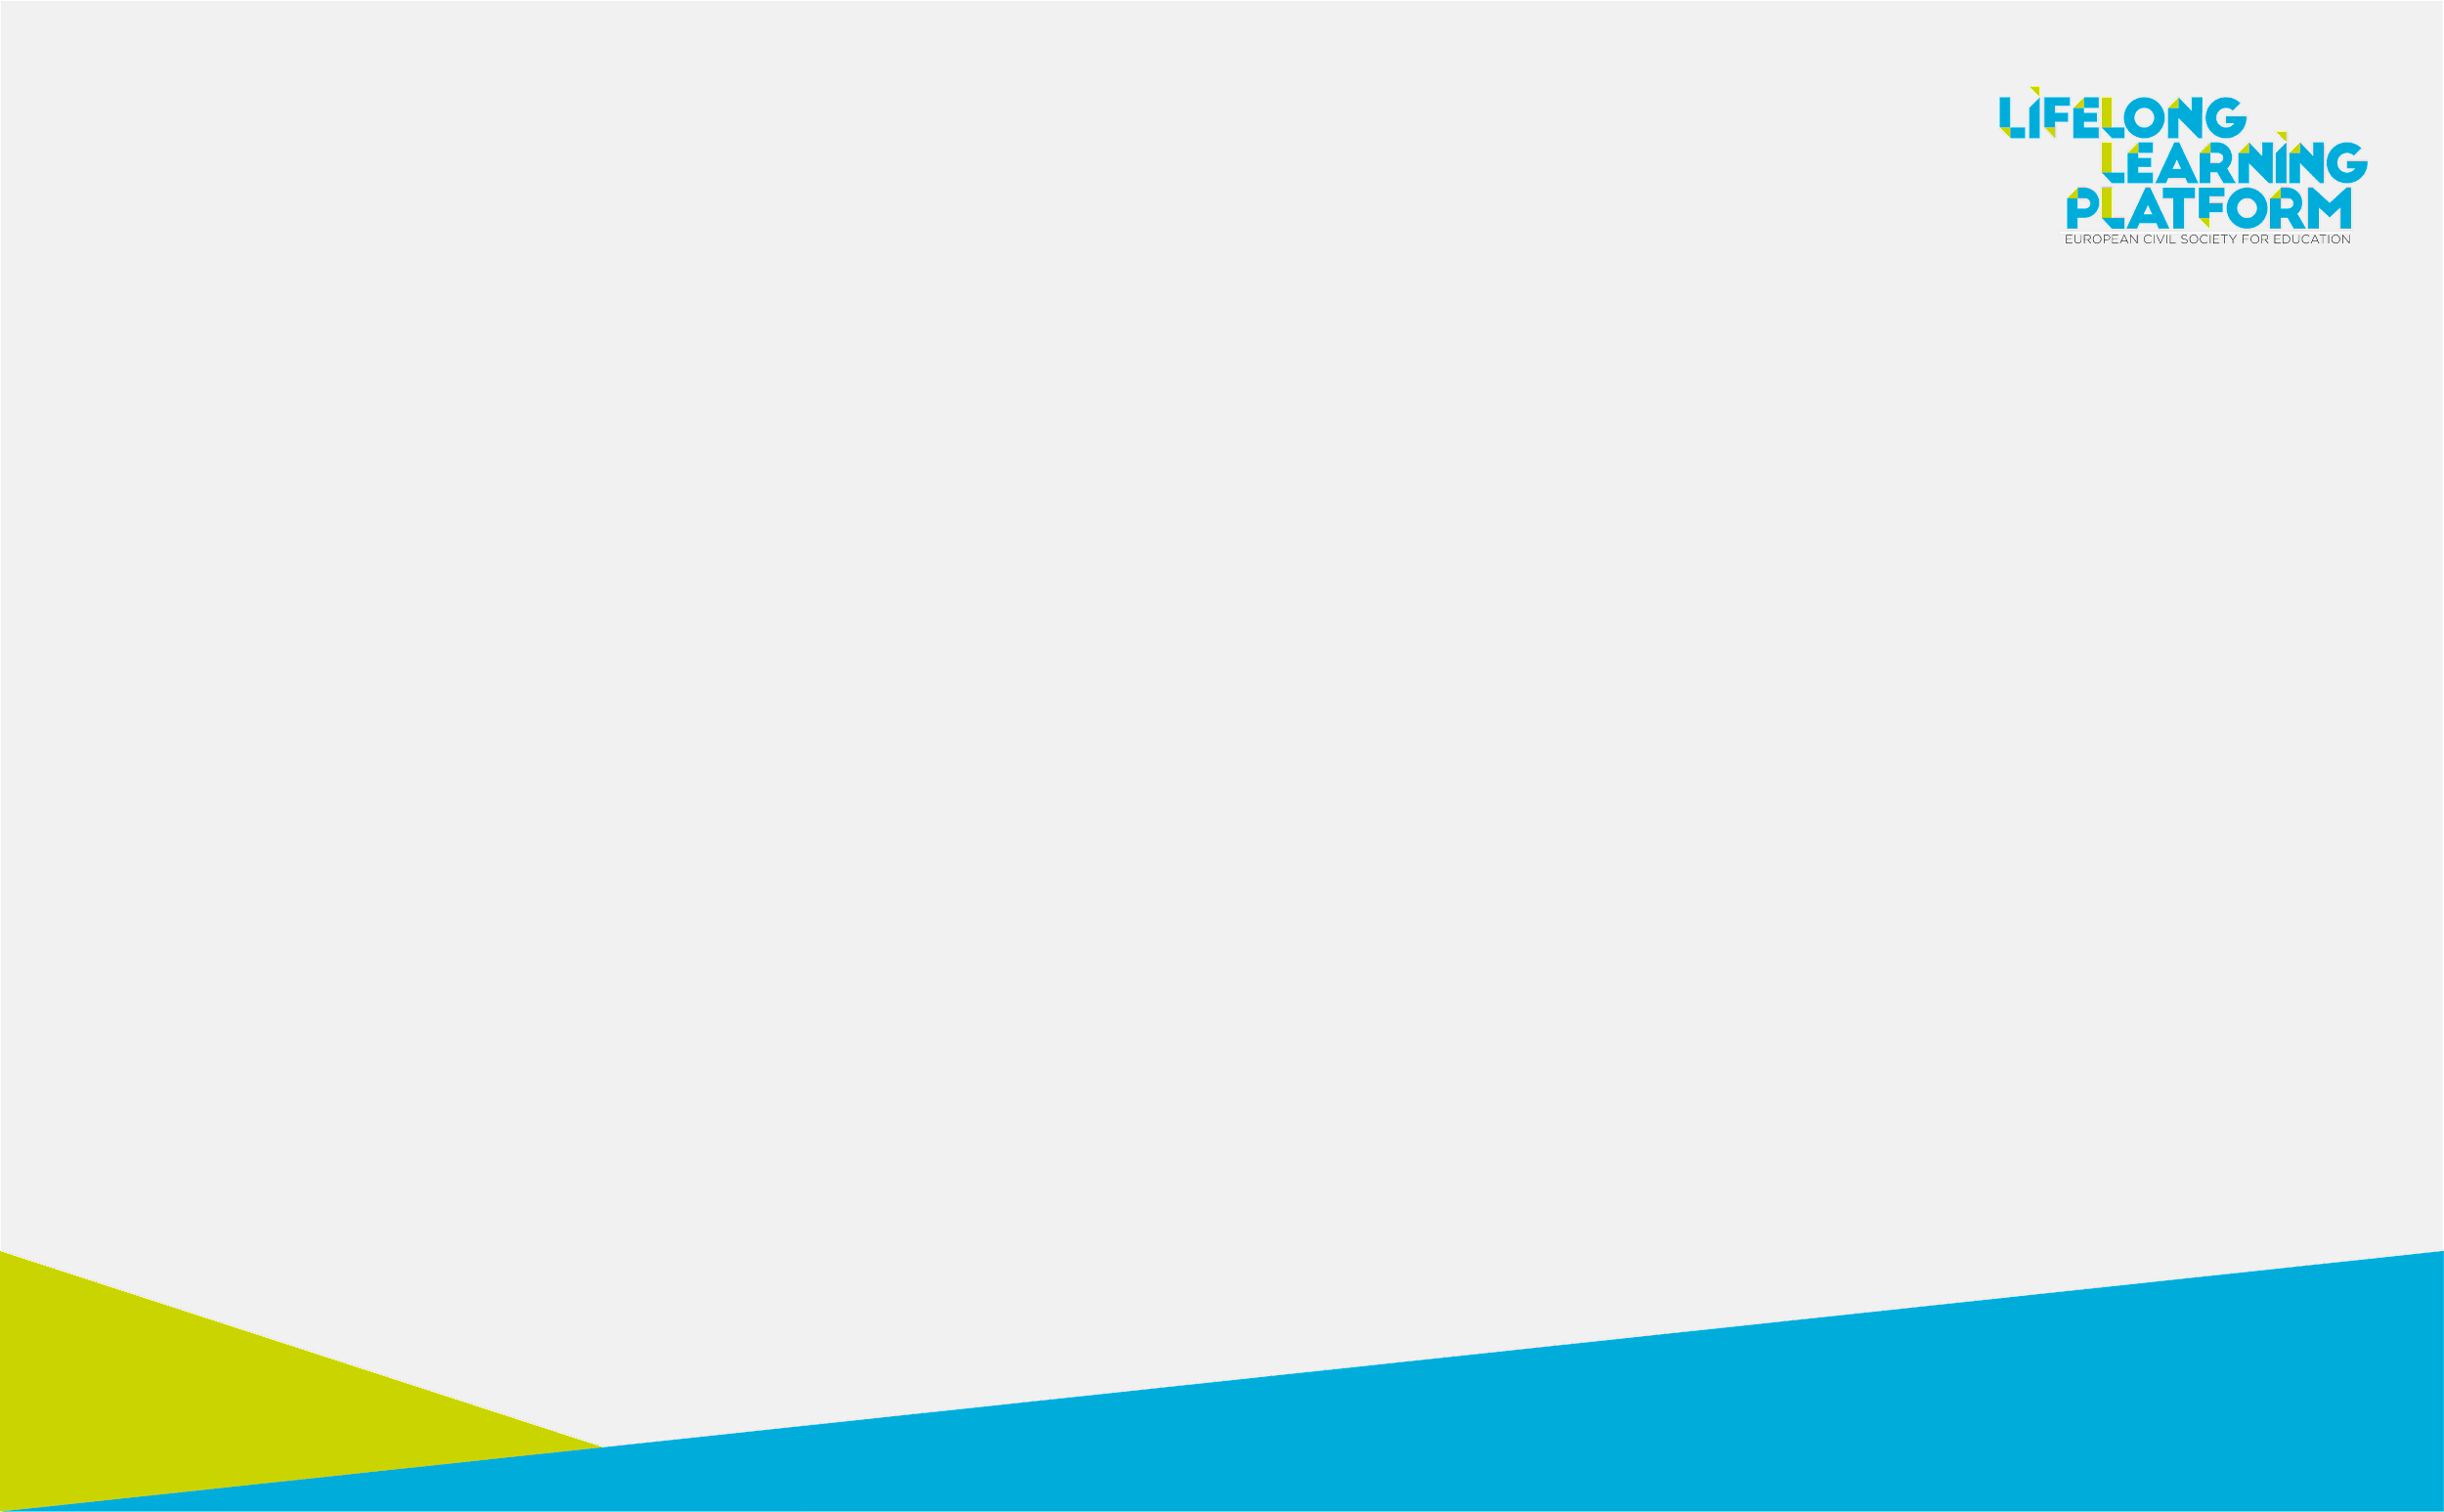 LIFELONG
LEARNING
PLATFORM
EUROPEAN CIVIL SOCIETY FOR EDUCATION